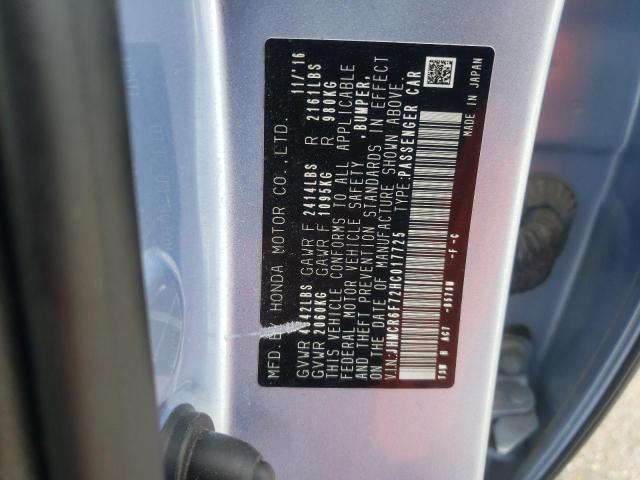 MFD. BY HONDA MOTOR CO.,LTD. 11/'16
GVWR 4542LBS GAWR F 2414LBS R 2161LBS
GVWR 2060KG GAWR F 1095KG R 980KG
THIS VEHICLE CONFORMS TO ALL APPLICABLE
FEDERAL MOTOR VEHICLE SAFETY ,BUMPER,
AND THEFT PREVENTION STANDARDS IN EFFECT
ON THE DATE OF MANUFACTURE SHOWN ABOVE.
V.I.N:JHMCR6F72HC017725 TYPE:PASSENGER CAR
-F -C
MADE IN JAPAN